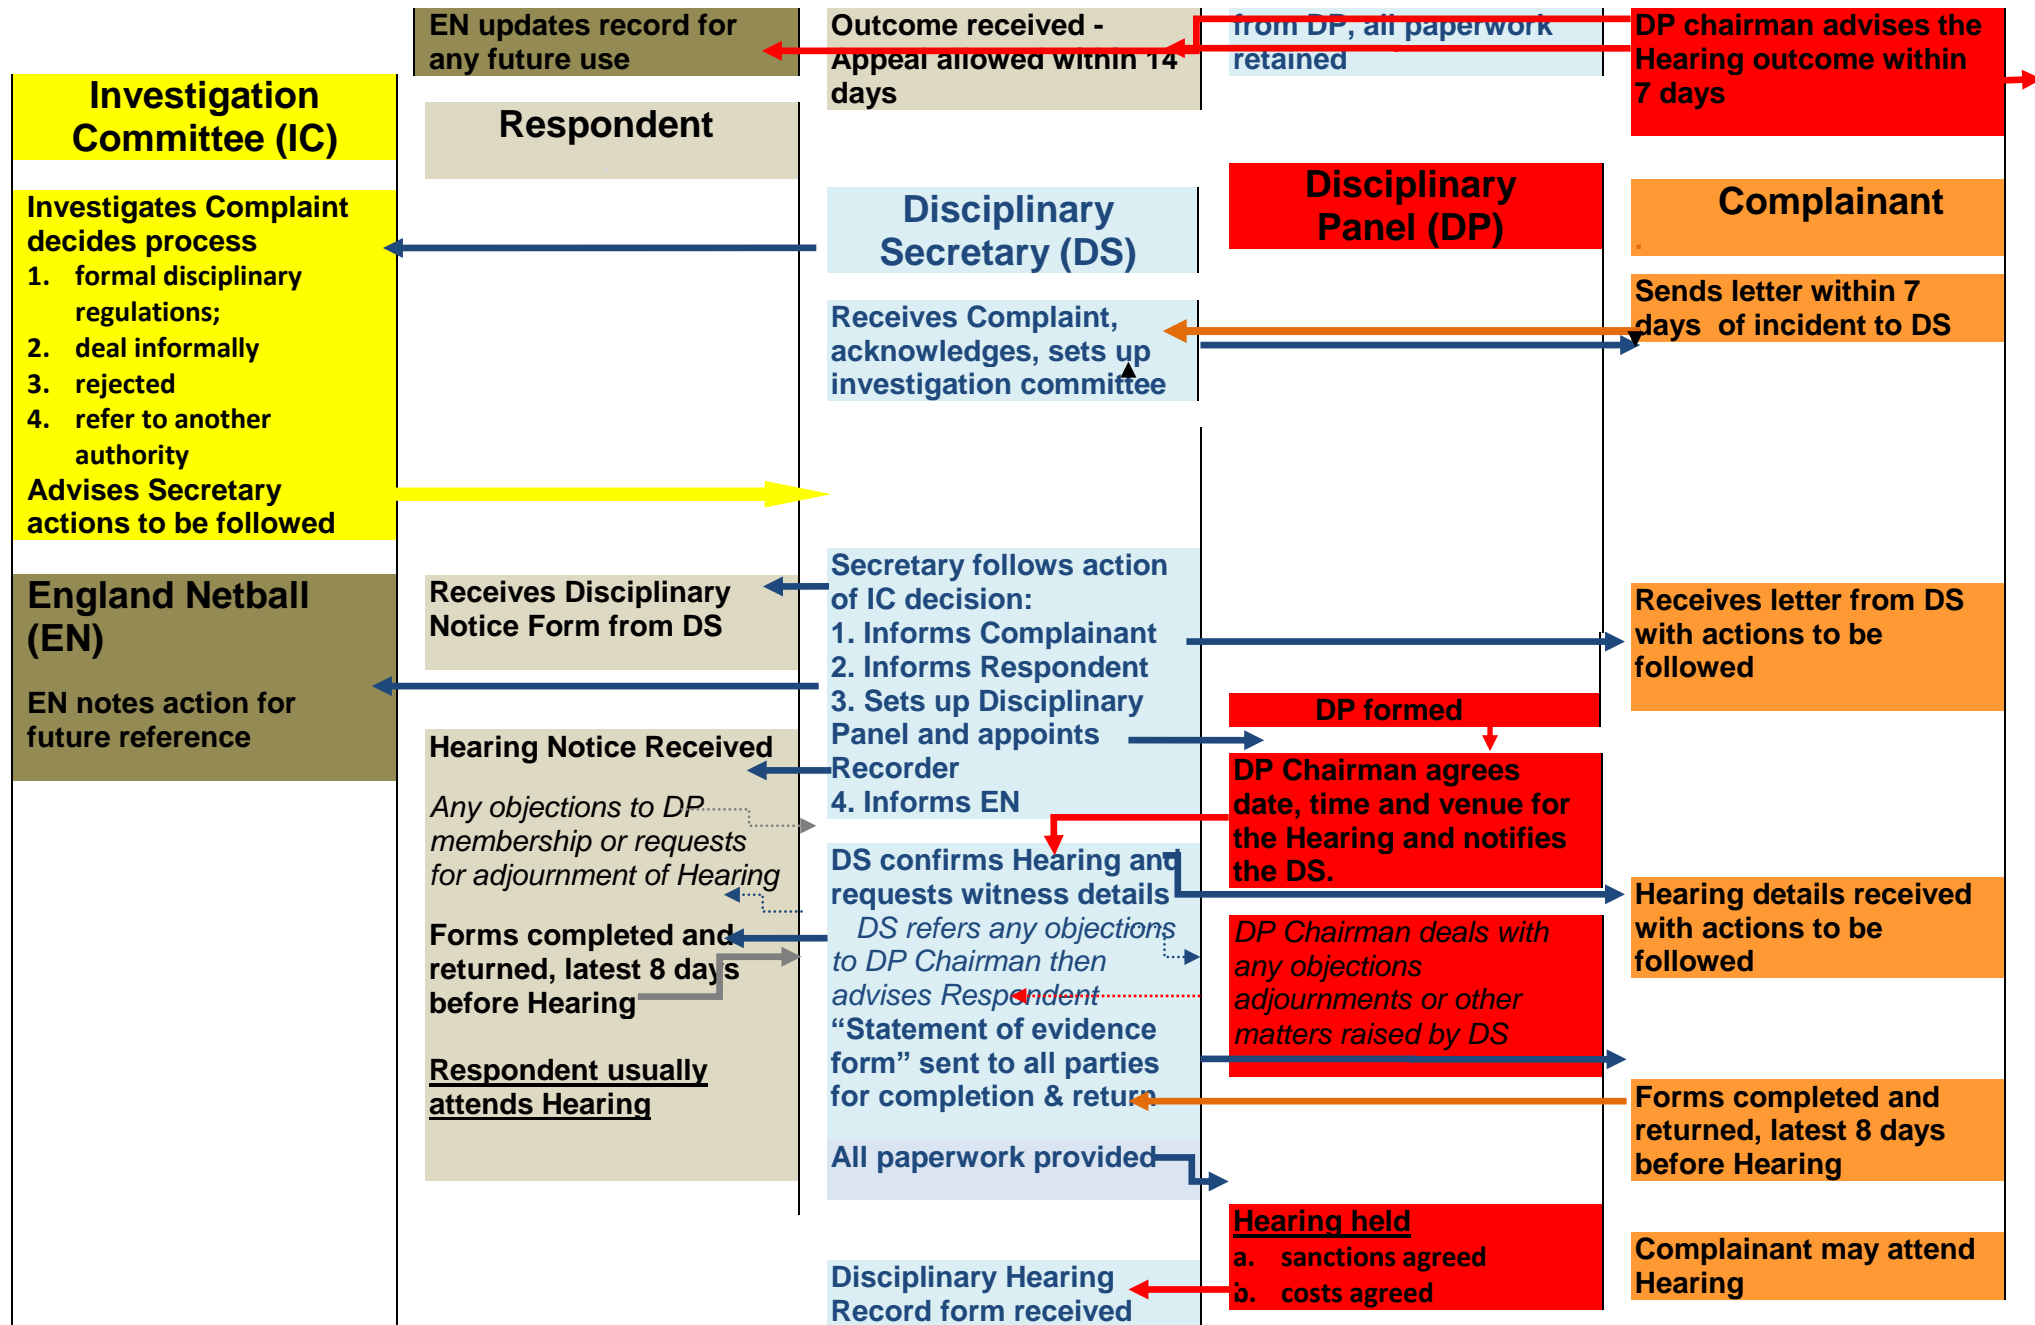 EN updates record for
any future use
Outcome received -
Appeal allowed within 14
days
from DP, all paperwork
retained
DP chairman advises the
Hearing outcome within
7 days
Investigation
Committee (IC)
Respondent
Disciplinary
Secretary (DS)
Disciplinary
Panel (DP)
Complainant
.
Investigates Complaint
decides process
1. formal disciplinary
regulations;
2. deal informally
3. rejected
4. refer to another
authority
Advises Secretary
actions to be followed
Receives Complaint,
acknowledges, sets up
investigation committee
Sends letter within 7
days of incident to DS
England Netball
(EN)
EN notes action for
future reference
Receives Disciplinary
Notice Form from DS
Hearing Notice Received
Any objections to DP
membership or requests
for adjournment of Hearing
Forms completed and
returned, latest 8 days
before Hearing
Respondent usually
attends Hearing
Secretary follows action
of IC decision:
1. Informs Complainant
2. Informs Respondent
3. Sets up Disciplinary
Panel and appoints
Recorder
4. Informs EN
DS confirms Hearing and
requests witness details
DS refers any objections
to DP Chairman then
advises Respondent
“Statement of evidence
form” sent to all parties
for completion & return
All paperwork provided
Disciplinary Hearing
Record form received
DP formed
DP Chairman agrees
date, time and venue for
the Hearing and notifies
the DS.
DP Chairman deals with
any objections
adjournments or other
matters raised by DS
Hearing held
a. sanctions agreed
b. costs agreed
Receives letter from DS
with actions to be
followed
Hearing details received
with actions to be
followed
Forms completed and
returned, latest 8 days
before Hearing
Complainant may attend
Hearing